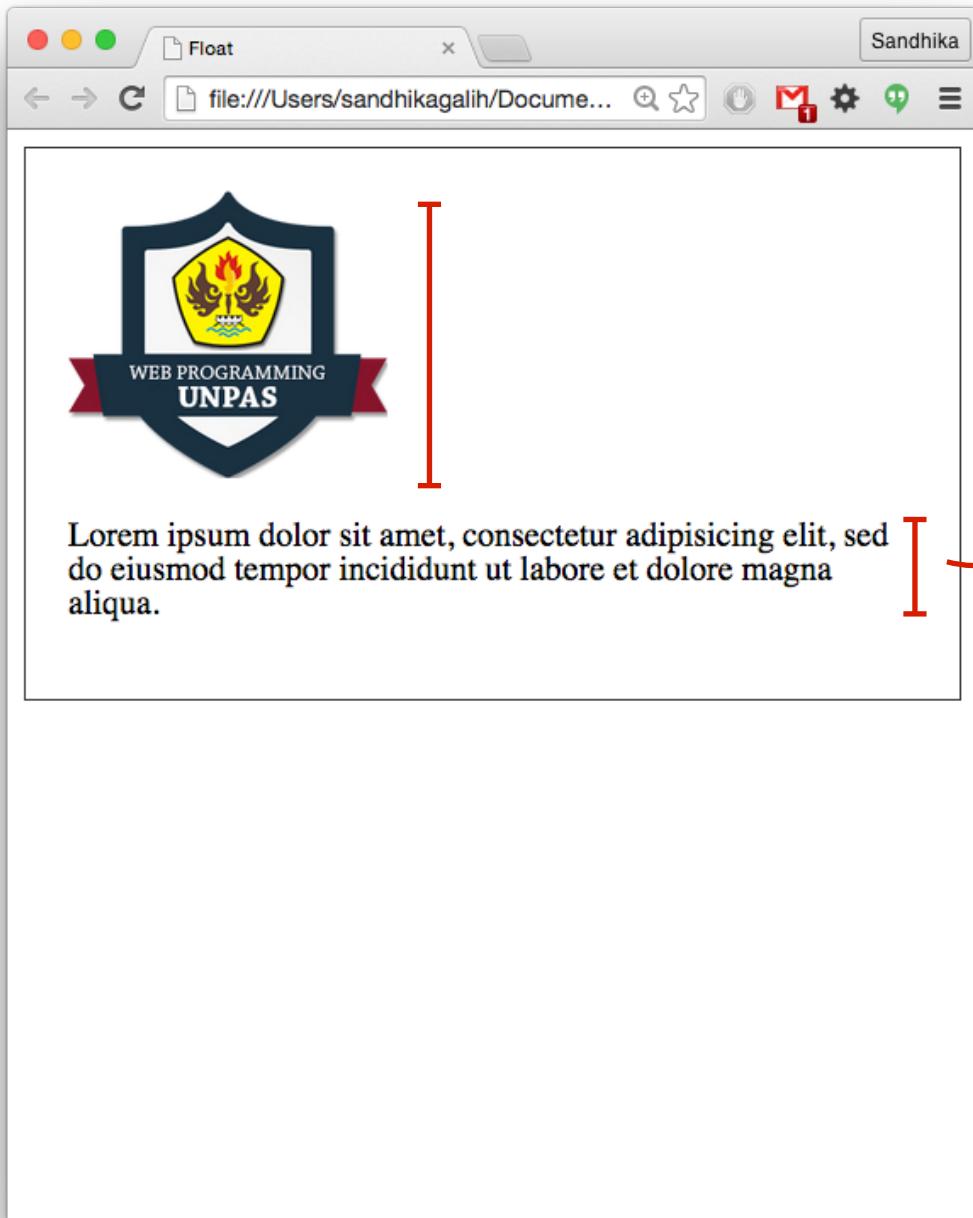 Float
Sandhika
file:///Users/sandhikagalih/Docume...
1
WEB PROGRAMMING
UNPAS
Lorem ipsum dolor sit amet, consectetur adipisicing elit, sed
do eiusmod tempor incididunt ut labore et dolore magna
aliqua.